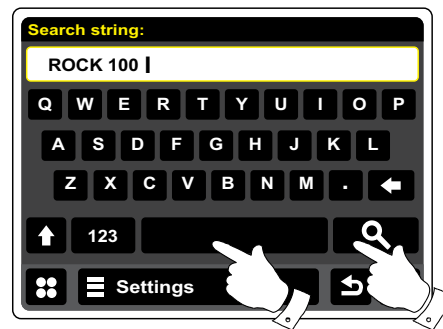 Search string:
ROCK 100
Q W E R T Y U I O P
A S D F G H J K L
Z X C V B N M .
123
Settings